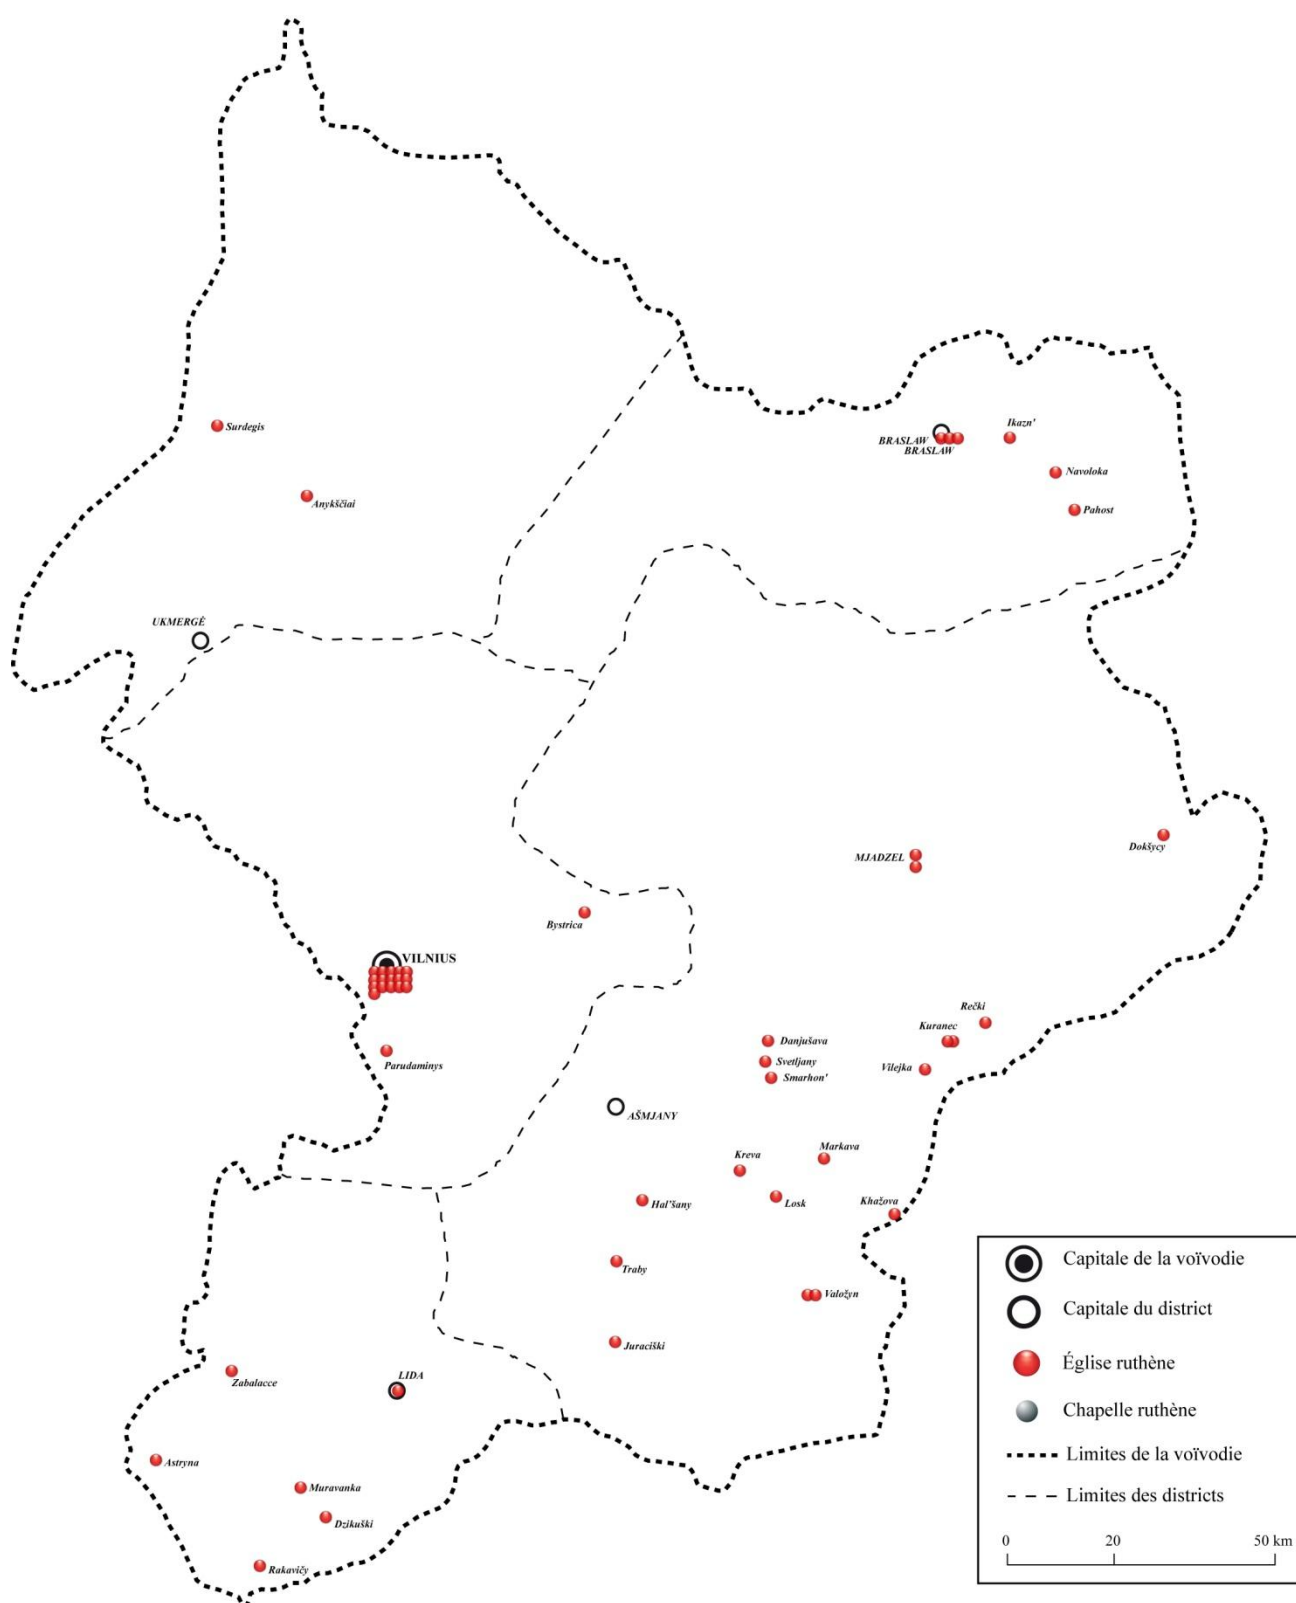 Surdegis
Anykščiai
UKMERGĖ
BRASLAW
BRASLAW
Ikazn'
Navoloka
Pahost
Dokšycy
MJADZEL
Bystrica
VILNIUS
Parudaminys
Rečki
Kuranec
Vilejka
Danjušava
Svetljany
Smarhon'
AŠMJANY
Markava
Kreva
Losk
Hal'šany
Khažova
Traby
Valožyn
Juraciški
Zabalacce
LIDA
Astryna
Muravanka
Dzikuški
Rakavičy
Capitale de la voïvodie
Capitale du district
Église ruthène
Chapelle ruthène
Limites de la voïvodie
Limites des districts
0 20 50 km